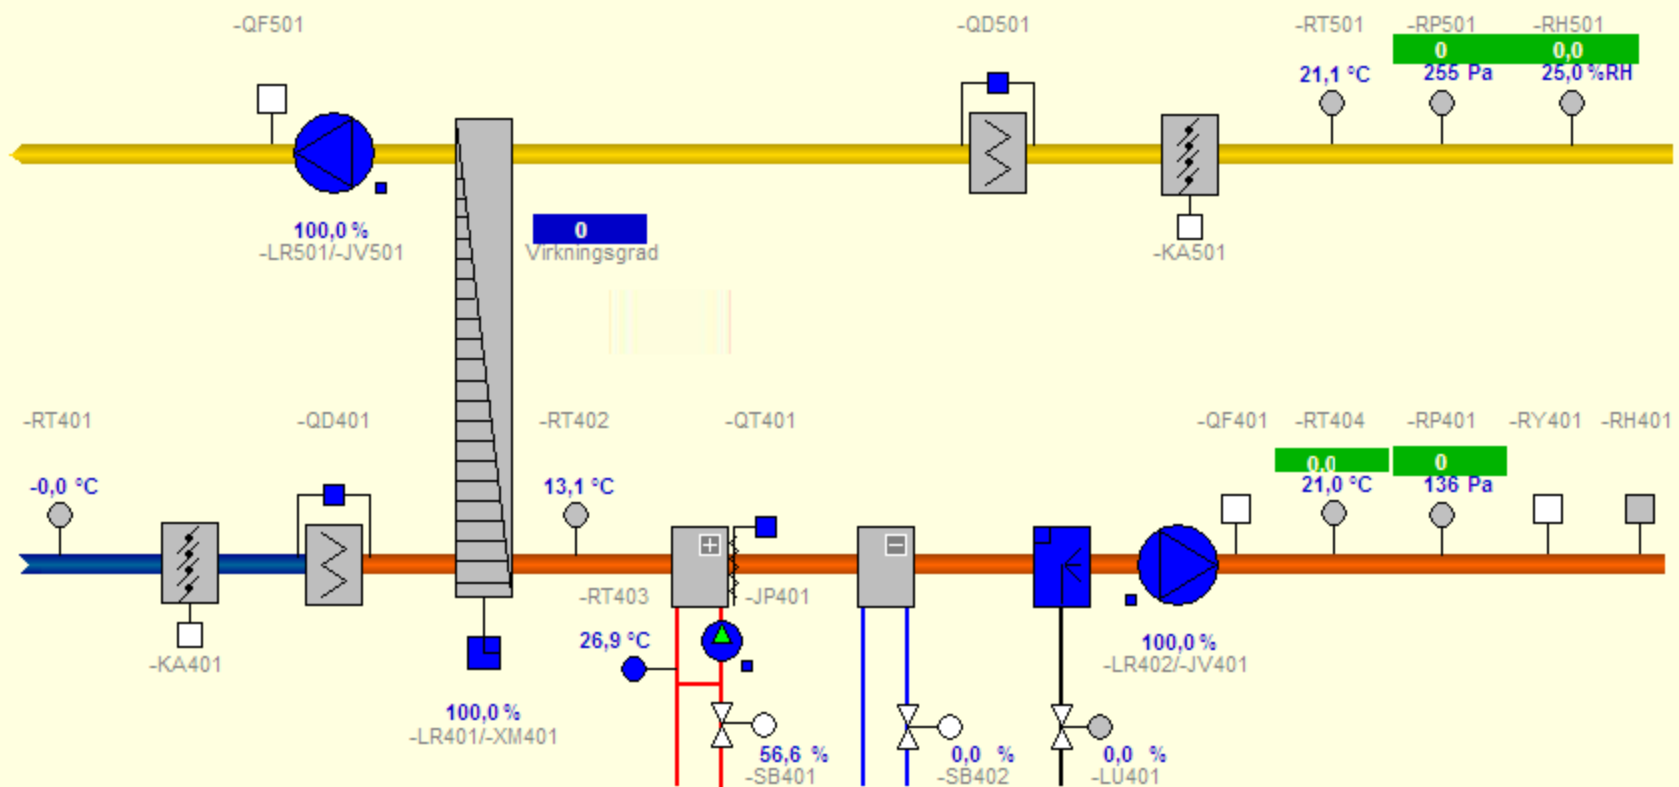 -QF501
-QD501
-RT501
-RP501
-RH501
0
0,0
21,1 °C
255 Pa
25,0 %RH
100,0 %
-LR501/-JV501
0
Virkningsgrad
-KA501
-RT401
-QD401
-RT402
-QT401
-QF401
-RT404
-RP401
-RY401
-RH401
0,0
0
-0,0 °C
13,1 °C
21,0 °C
136 Pa
-RT403
-JP401
26,9 °C
100,0 %
-LR402/-JV401
-KA401
100,0 %
-LR401/-XM401
56,6 %
-SB401
0,0 %
-SB402
0,0 %
-LU401